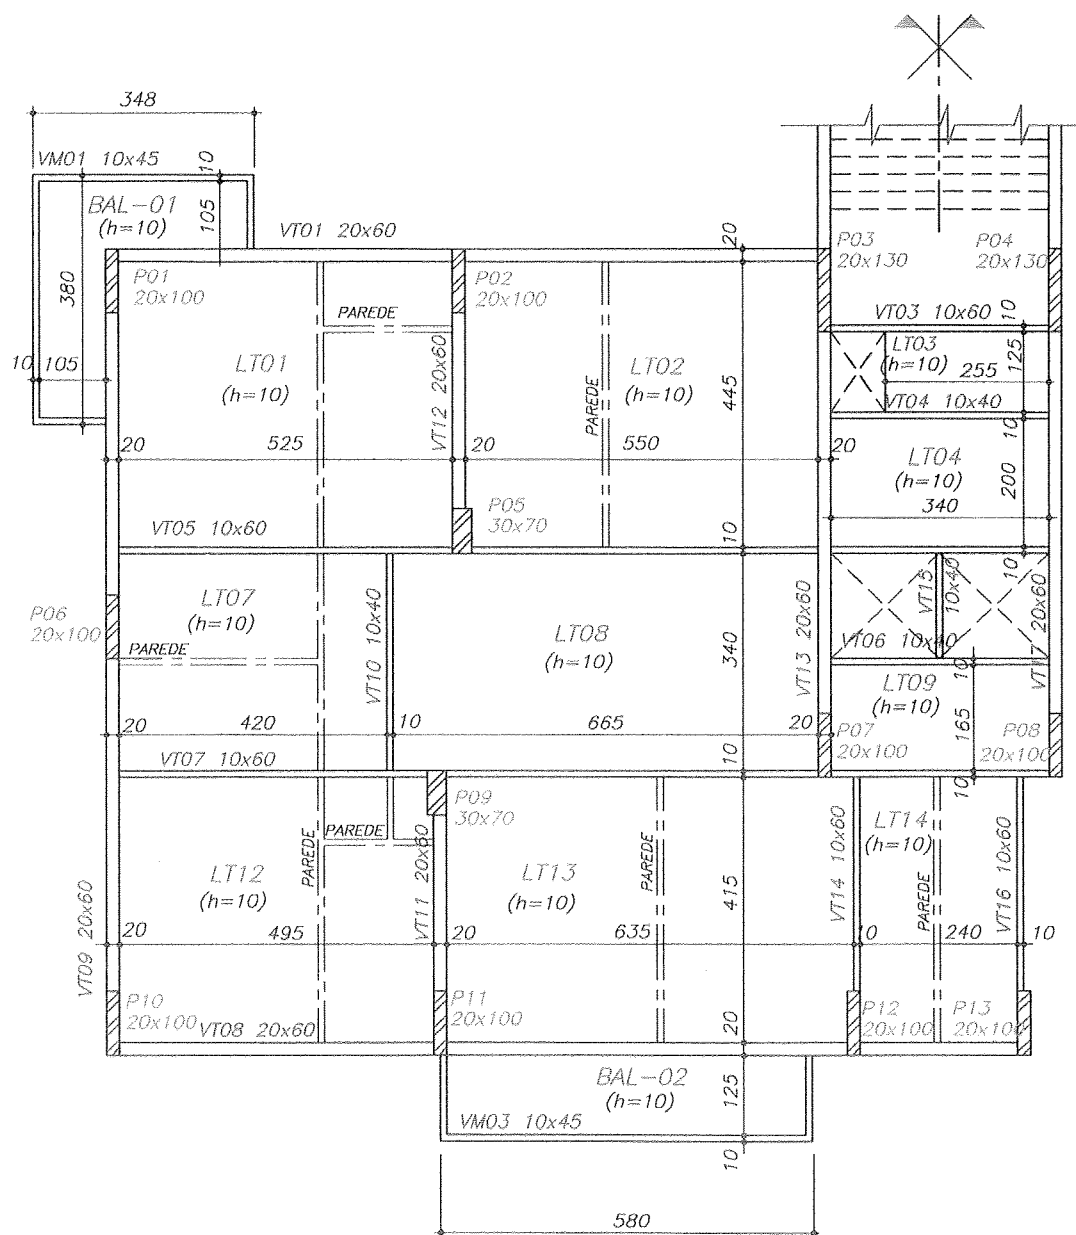 348
VM01 10x45
10
BAL-01
(h=10)
105
VT01 20x60
20
P03
20x130
P04
20x130
P01
20x100
P02
20x100
380
PAREDE
VT03 10x60
10
LT03
(h=10)
125
255
VT04 10x40
10
10
105
LT01
(h=10)
VT12 20x60
LT02
(h=10)
PAREDE
445
20
525
20
550
20
LT04
(h=10)
200
340
P05
30x70
VT05 10x60
10
10
P06
20x100
LT07
(h=10)
VT10 10x40
LT08
(h=10)
340
VT13 20x60
VT15 10x40
VT17 20x60
VT06 10x40
PAREDE
10
LT09
(h=10)
165
20
420
10
665
20
P07
20x100
P08
20x100
VT07 10x60
10
10
P09
30x70
PAREDE
PAREDE
VT11 20x60
PAREDE
VT14 10x60
LT14
(h=10)
PAREDE
VT16 10x60
LT12
(h=10)
LT13
(h=10)
415
VT09 20x60
20
495
20
635
10
240
10
P10
20x100
VT08 20x60
P11
20x100
20
P12
20x100
P13
20x100
BAL-02
(h=10)
125
VM03 10x45
10
580